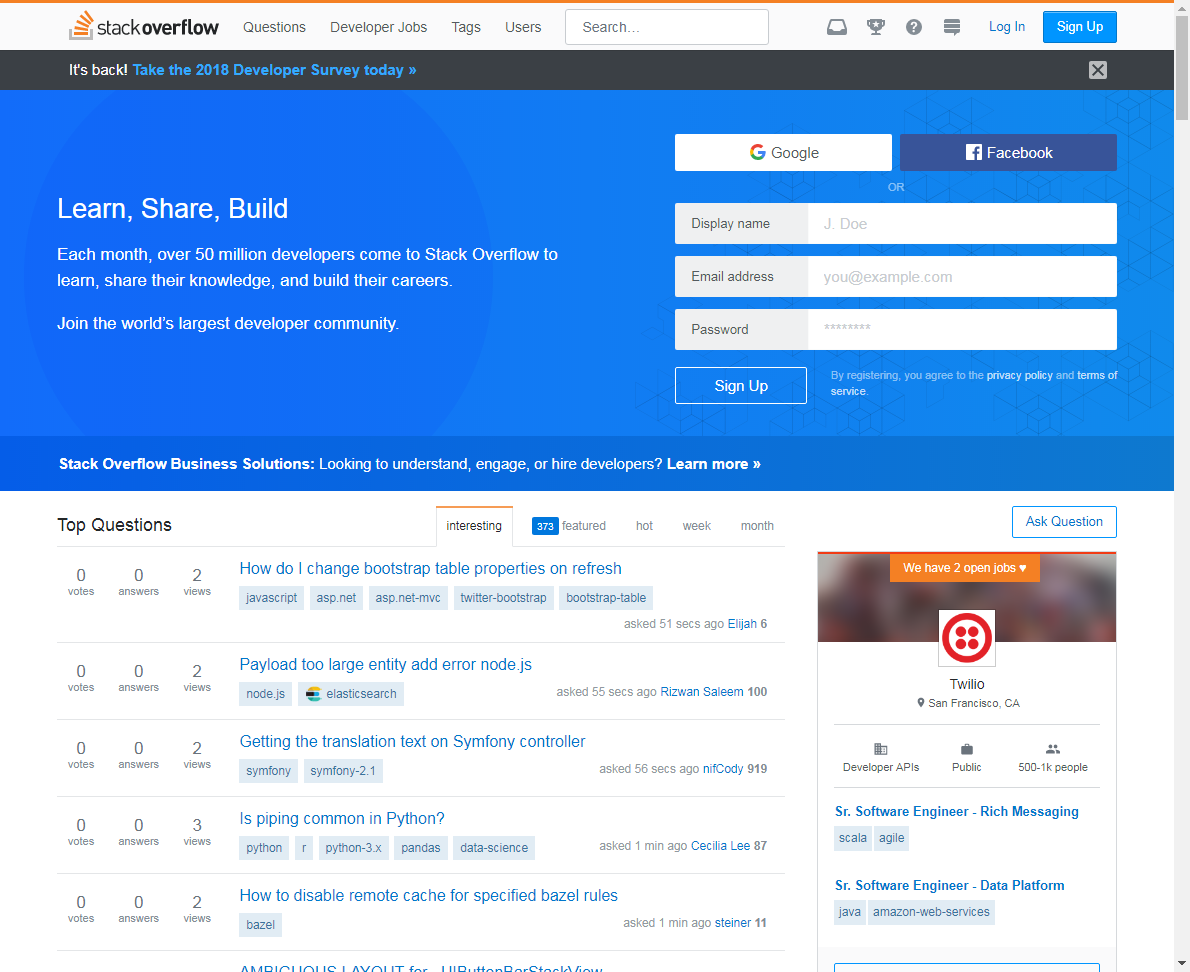 stackoverflow Questions Developer Jobs Tags Users Search… Log In Sign Up
It's back! Take the 2018 Developer Survey today »
Google Facebook
OR
Learn, Share, Build
Each month, over 50 million developers come to Stack Overflow to
learn, share their knowledge, and build their careers.
Join the world’s largest developer community.
Display name J. Doe
Email address you@example.com
Password ********
Sign Up
By registering, you agree to the privacy policy and terms of
service.
Stack Overflow Business Solutions: Looking to understand, engage, or hire developers? Learn more »
Top Questions interesting 373 featured hot week month
0 votes 0 answers 2 views
How do I change bootstrap table properties on refresh
javascript asp.net asp.net-mvc twitter-bootstrap bootstrap-table
asked 51 secs ago Elijah 6
0 votes 0 answers 2 views
Payload too large entity add error node.js
node.js elasticsearch
asked 55 secs ago Rizwan Saleem 100
0 votes 0 answers 2 views
Getting the translation text on Symfony controller
symfony symfony-2.1
asked 56 secs ago nifCody 919
0 votes 0 answers 3 views
Is piping common in Python?
python r python-3.x pandas data-science
asked 1 min ago Cecilia Lee 87
0 votes 0 answers 2 views
How to disable remote cache for specified bazel rules
bazel
asked 1 min ago steiner 11
AMBIGUOUS LAYOUT for - UIButtonBarStackView
Ask Question
We have 2 open jobs ♥
Twilio
San Francisco, CA
Developer APIs Public 500-1k people
Sr. Software Engineer - Rich Messaging
scala agile
Sr. Software Engineer - Data Platform
java amazon-web-services